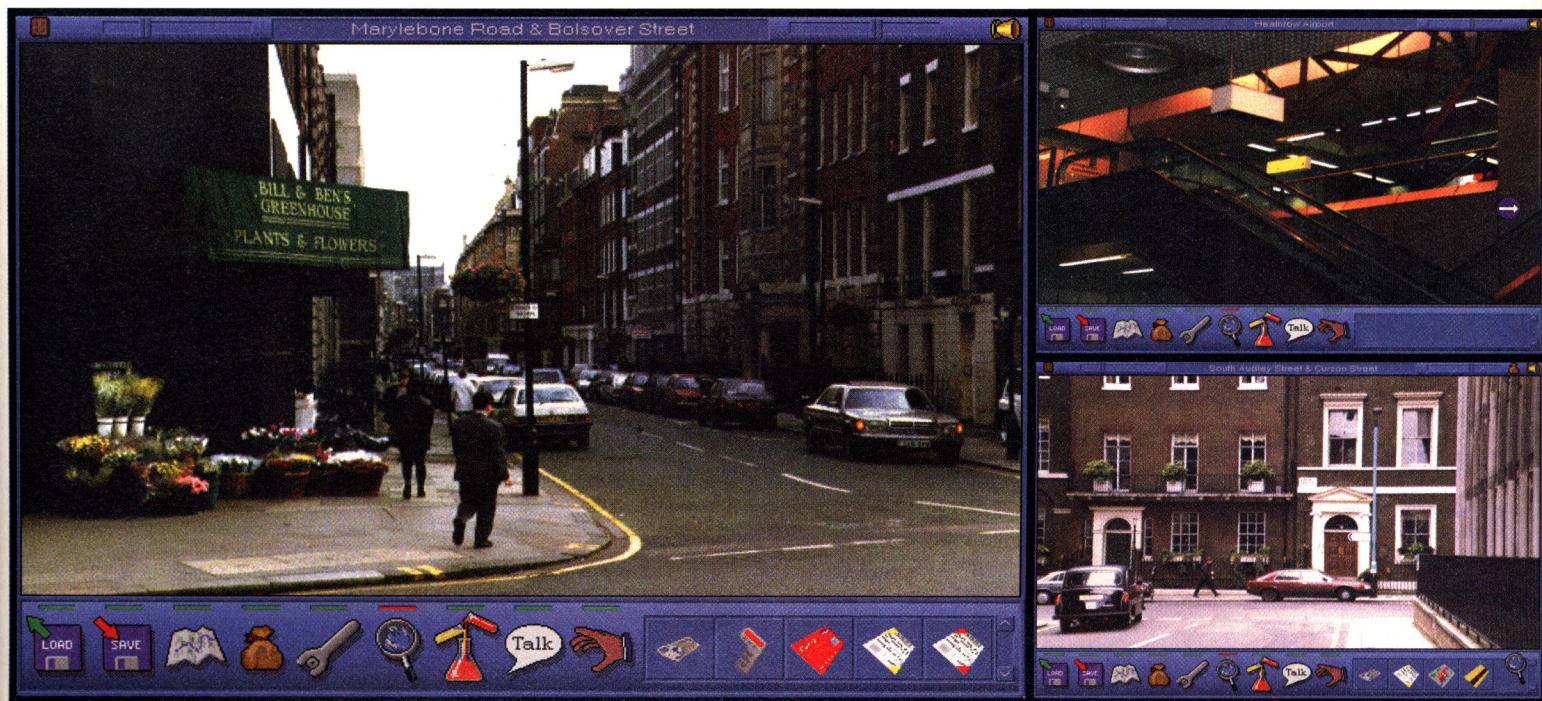 Marylebone Road & Bolsover Street
BILL & BEN'S
GREENHOUSE
PLANTS & FLOWERS
LOAD
SAVE
Talk
Heathrow Airport
LOAD
SAVE
Talk
South Audley Street & Curzon Street
LOAD
SAVE
Talk